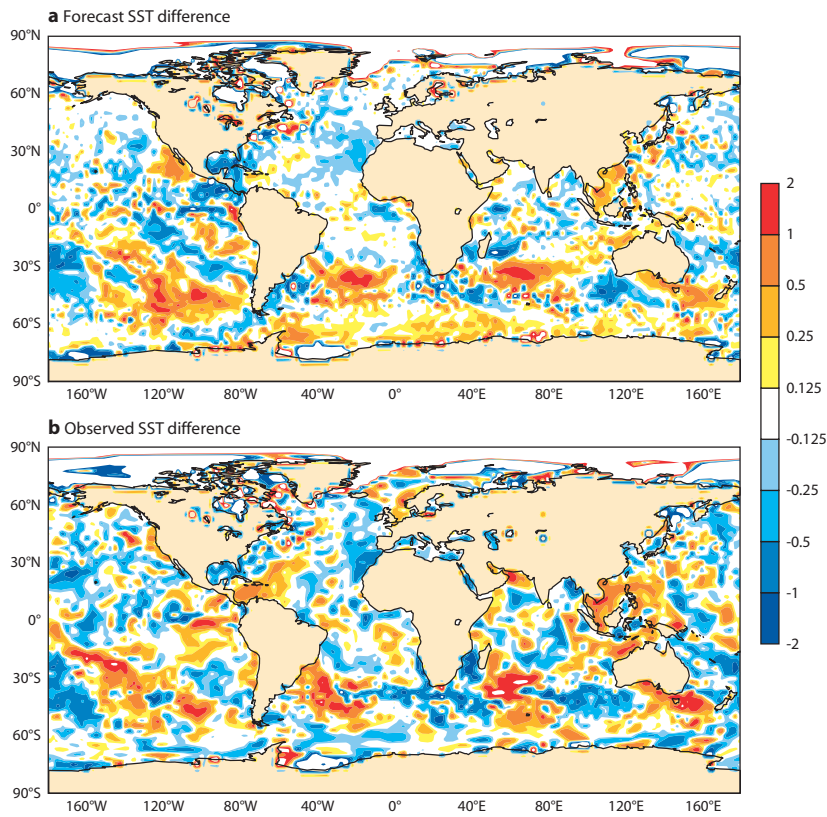 a Forecast SST difference
90°N
60°N
30°N
0°
30°S
60°S
90°S
160°W 120°W 80°W 40°W 0° 40°E 80°E 120°E 160°E
b Observed SST difference
90°N
60°N
30°N
0°
30°S
60°S
90°S
160°W 120°W 80°W 40°W 0° 40°E 80°E 120°E 160°E
2
1
0.5
0.25
0.125
-0.125
-0.25
-0.5
-1
-2